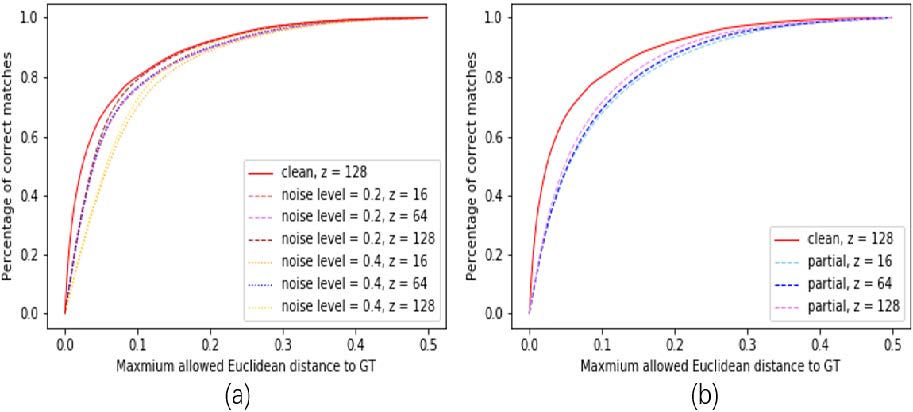 1.0
0.8
0.6
0.4
0.2
0.0
Percentage of correct matches
clean, z = 128
noise level = 0.2, z = 16
noise level = 0.2, z = 64
noise level = 0.2, z = 128
noise level = 0.4, z = 16
noise level = 0.4, z = 64
noise level = 0.4, z = 128
0.0 0.1 0.2 0.3 0.4 0.5
Maxmium allowed Euclidean distance to GT
(a)
1.0
0.8
0.6
0.4
0.2
0.0
Percentage of correct matches
clean, z = 128
partial, z = 16
partial, z = 64
partial, z = 128
0.0 0.1 0.2 0.3 0.4 0.5
Maxmium allowed Euclidean distance to GT
(b)